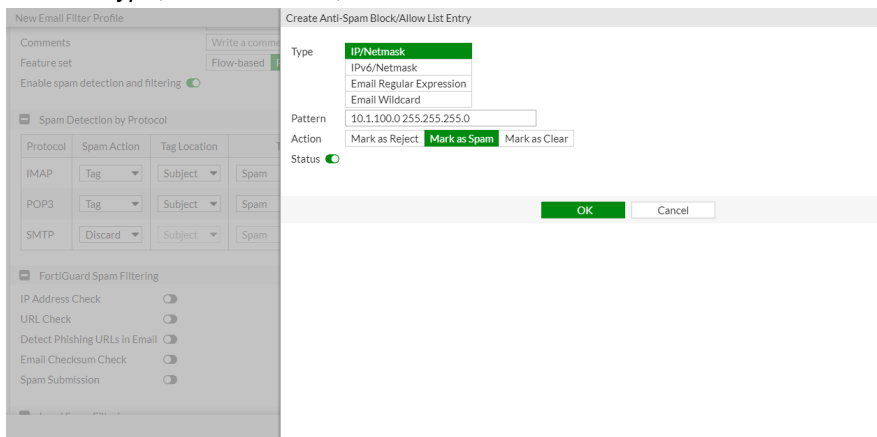 New Email Filter Profile
Comments Write a comme
Feature set Flow-based
Enable spam detection and filtering
Spam Detection by Protocol
Protocol Spam Action Tag Location
IMAP Tag Subject Spam
POP3 Tag Subject Spam
SMTP Discard Subject Spam
FortiGuard Spam Filtering
IP Address Check
URL Check
Detect Phishing URLs in Email
Email Checksum Check
Spam Submission
Create Anti-Spam Block/Allow List Entry
Type IP/Netmask
IPv6/Netmask
Email Regular Expression
Email Wildcard
Pattern 10.1.100.0 255.255.255.0
Action Mark as Reject Mark as Spam Mark as Clear
Status
OK Cancel